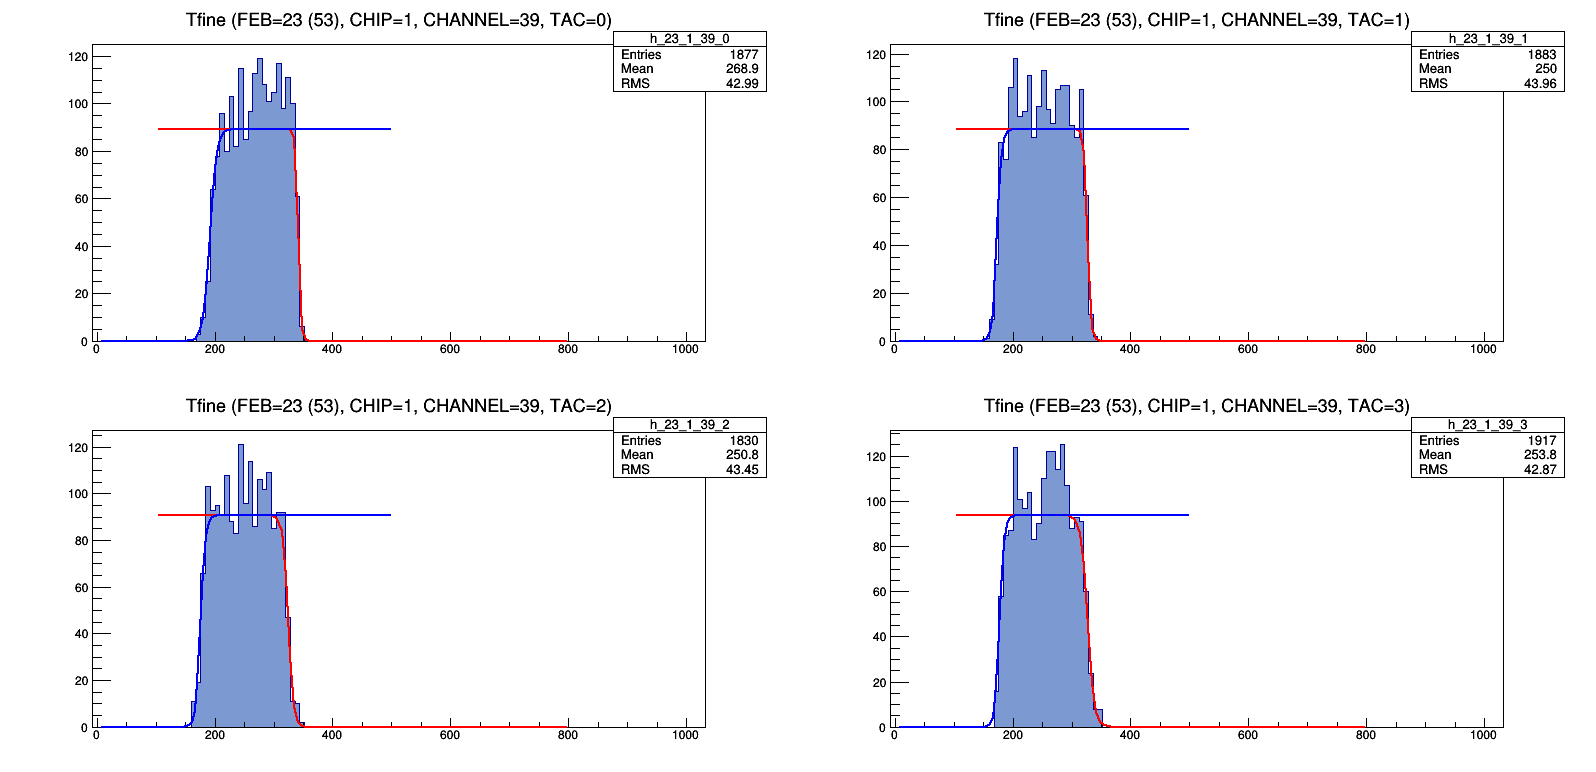 Tfine (FEB=23 (53), CHIP=1, CHANNEL=39, TAC=0)
h_23_1_39_0
Entries 1877
Mean 268.9
RMS 42.99
120
100
80
60
40
20
0
0 200 400 600 800 1000
Tfine (FEB=23 (53), CHIP=1, CHANNEL=39, TAC=1)
h_23_1_39_1
Entries 1883
Mean 250
RMS 43.96
120
100
80
60
40
20
0
0 200 400 600 800 1000
Tfine (FEB=23 (53), CHIP=1, CHANNEL=39, TAC=2)
h_23_1_39_2
Entries 1830
Mean 250.8
RMS 43.45
120
100
80
60
40
20
0
0 200 400 600 800 1000
Tfine (FEB=23 (53), CHIP=1, CHANNEL=39, TAC=3)
h_23_1_39_3
Entries 1917
Mean 253.8
RMS 42.87
120
100
80
60
40
20
0
0 200 400 600 800 1000